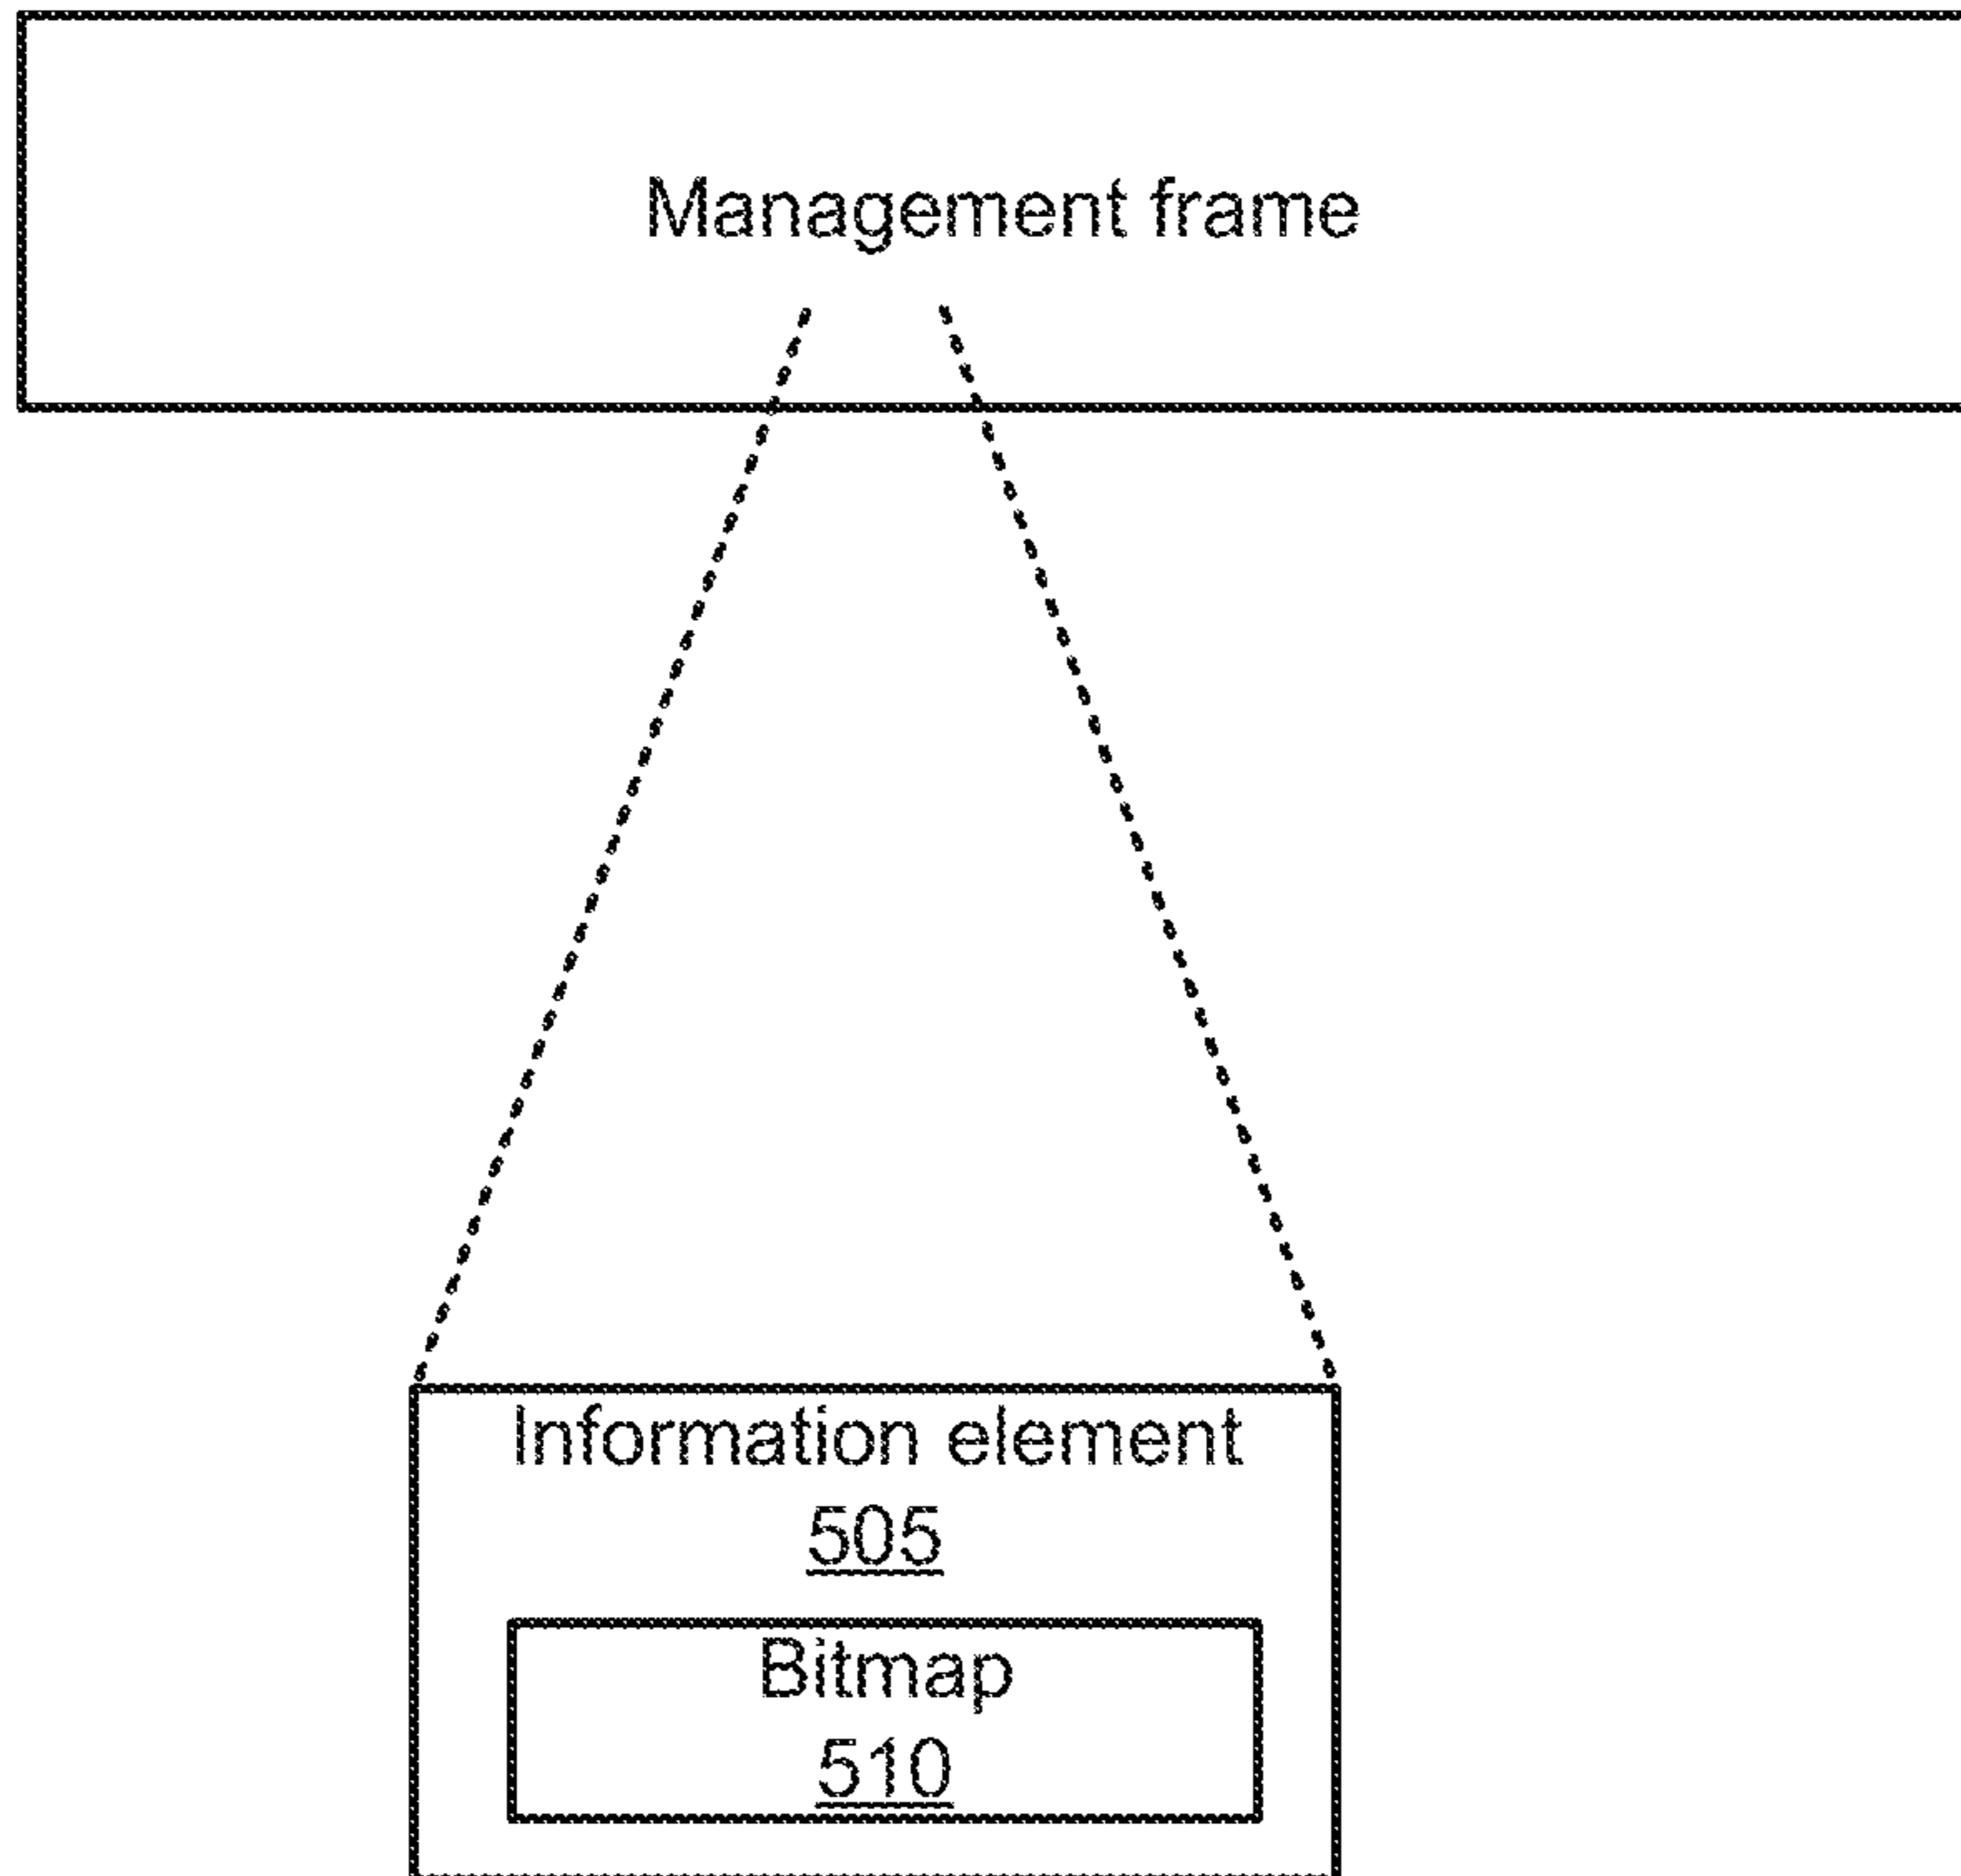 Management frame
Information element
505
Bitmap
510